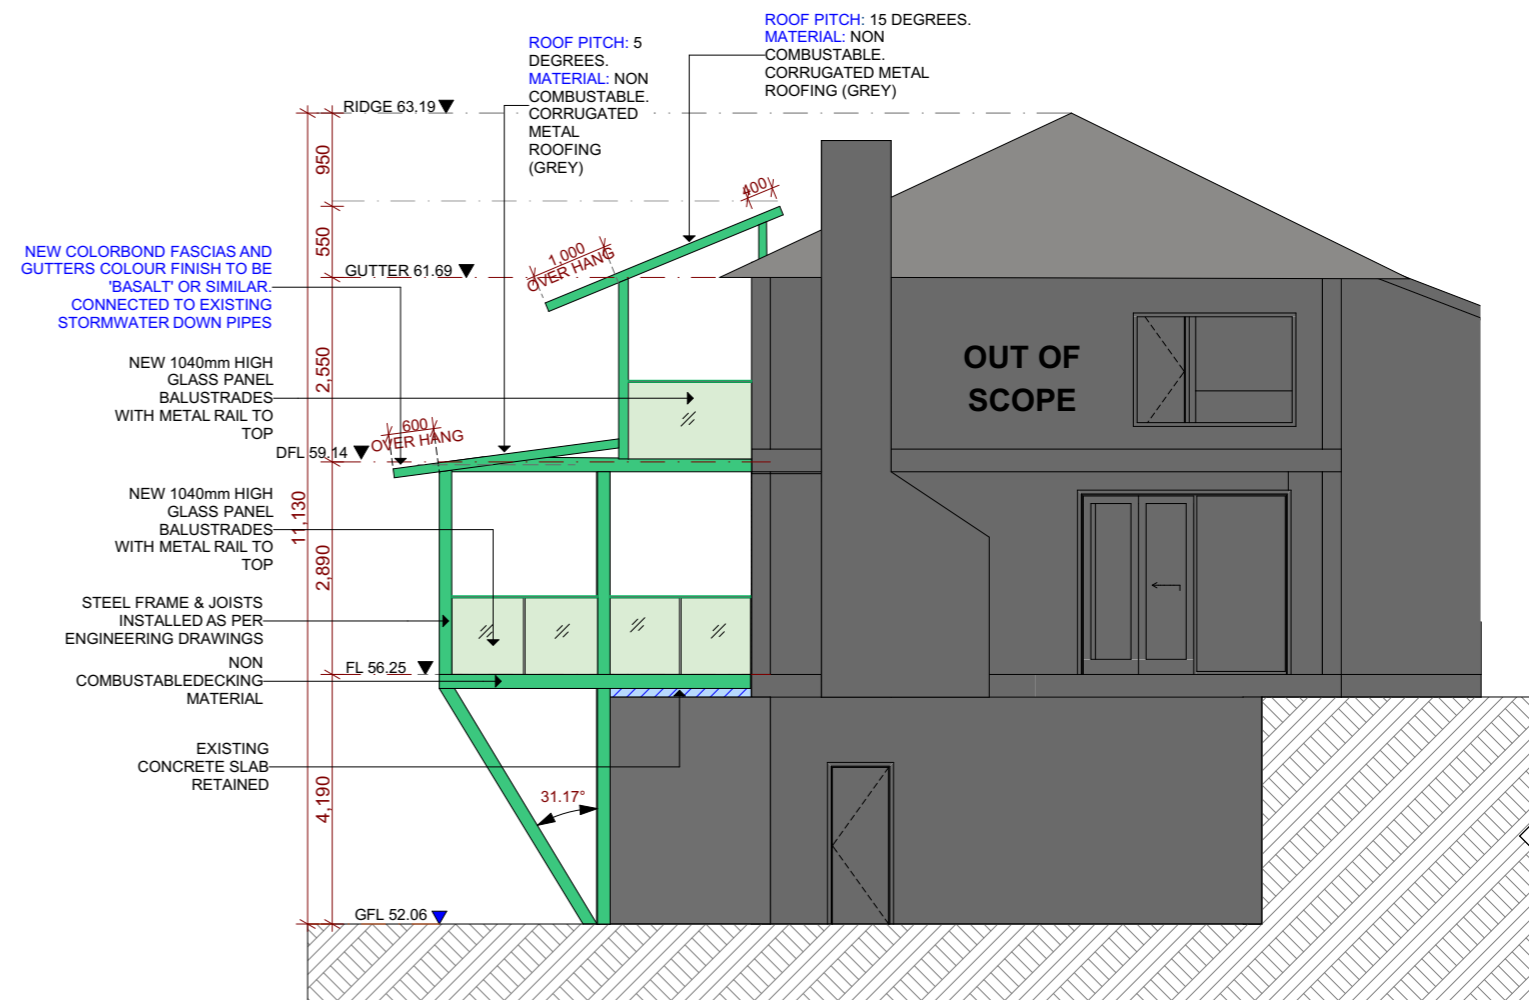 ROOF PITCH: 15 DEGREES.
MATERIAL: NON
COMBUSTABLE.
CORRUGATED METAL
ROOFING (GREY)
ROOF PITCH: 5
DEGREES.
MATERIAL: NON
COMBUSTABLE.
CORRUGATED
METAL
ROOFING
(GREY)
RIDGE 63.19
950
400
550
1,000
OVER HANG
NEW COLORBOND FASCIAS AND
GUTTERS COLOUR FINISH TO BE
'BASALT' OR SIMILAR.
CONNECTED TO EXISTING
STORMWATER DOWN PIPES
GUTTER 61.69
NEW 1040mm HIGH
GLASS PANEL
BALUSTRADES
WITH METAL RAIL TO
TOP
2,550
OUT OF
SCOPE
600
OVER HANG
DFL 59.14
NEW 1040mm HIGH
GLASS PANEL
BALUSTRADES
WITH METAL RAIL TO
TOP
11,130
2,890
STEEL FRAME & JOISTS
INSTALLED AS PER
ENGINEERING DRAWINGS
FL 56.25
NON
COMBUSTABLEDECKING
MATERIAL
EXISTING
CONCRETE SLAB
RETAINED
4,190
31.17°
GFL 52.06